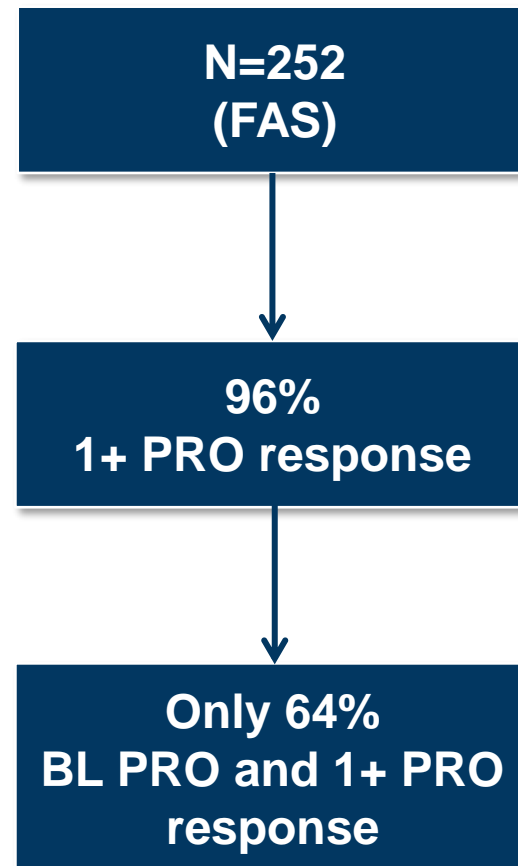 N=252
(FAS)
96%
1+ PRO response
Only 64%
BL PRO and 1+ PRO
response